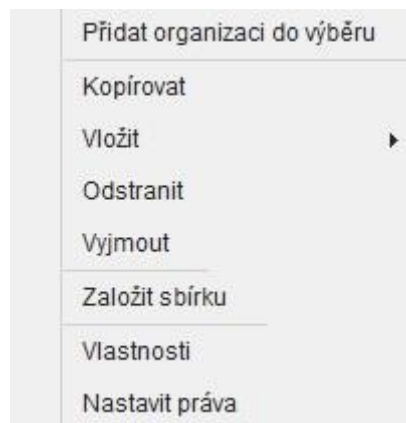 Přidat organizaci do výběru
Kopírovat
Vložit
Odstranit
Vyjmout
Založit sbírku
Vlastnosti
Nastavit práva